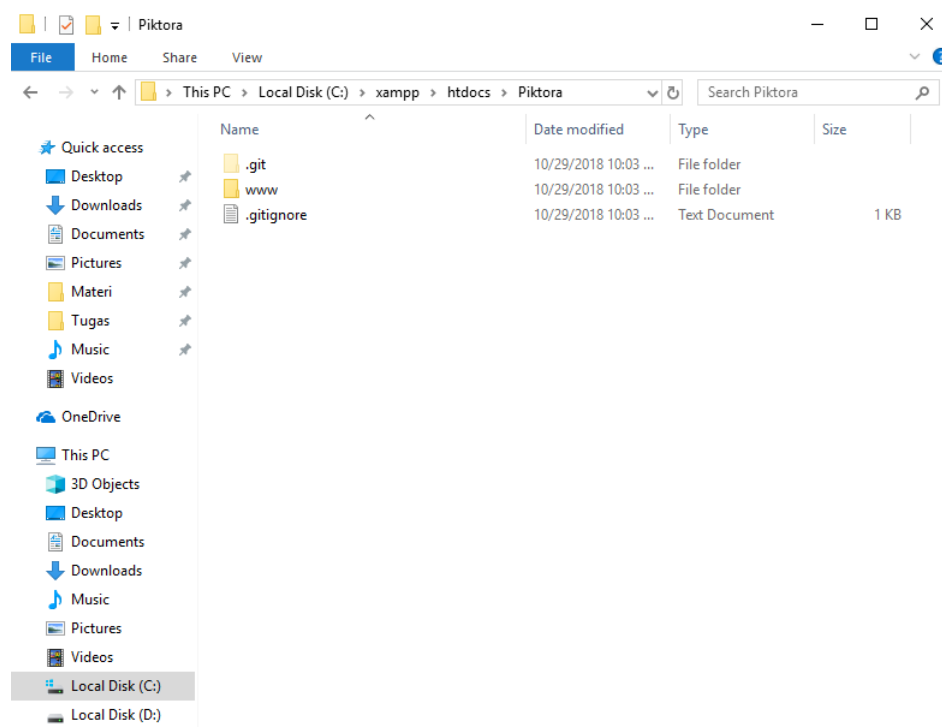 Piktora
File Home Share View
This PC Local Disk (C:) xampp htdocs Piktora Search Piktora
Name Date modified Type Size
.git 10/29/2018 10:03 ... File folder
www 10/29/2018 10:03 ... File folder
.gitignore 10/29/2018 10:03 ... Text Document 1 KB
Quick access
Desktop
Downloads
Documents
Pictures
Materi
Tugas
Music
Videos
OneDrive
This PC
3D Objects
Desktop
Documents
Downloads
Music
Pictures
Videos
Local Disk (C:)
Local Disk (D:)